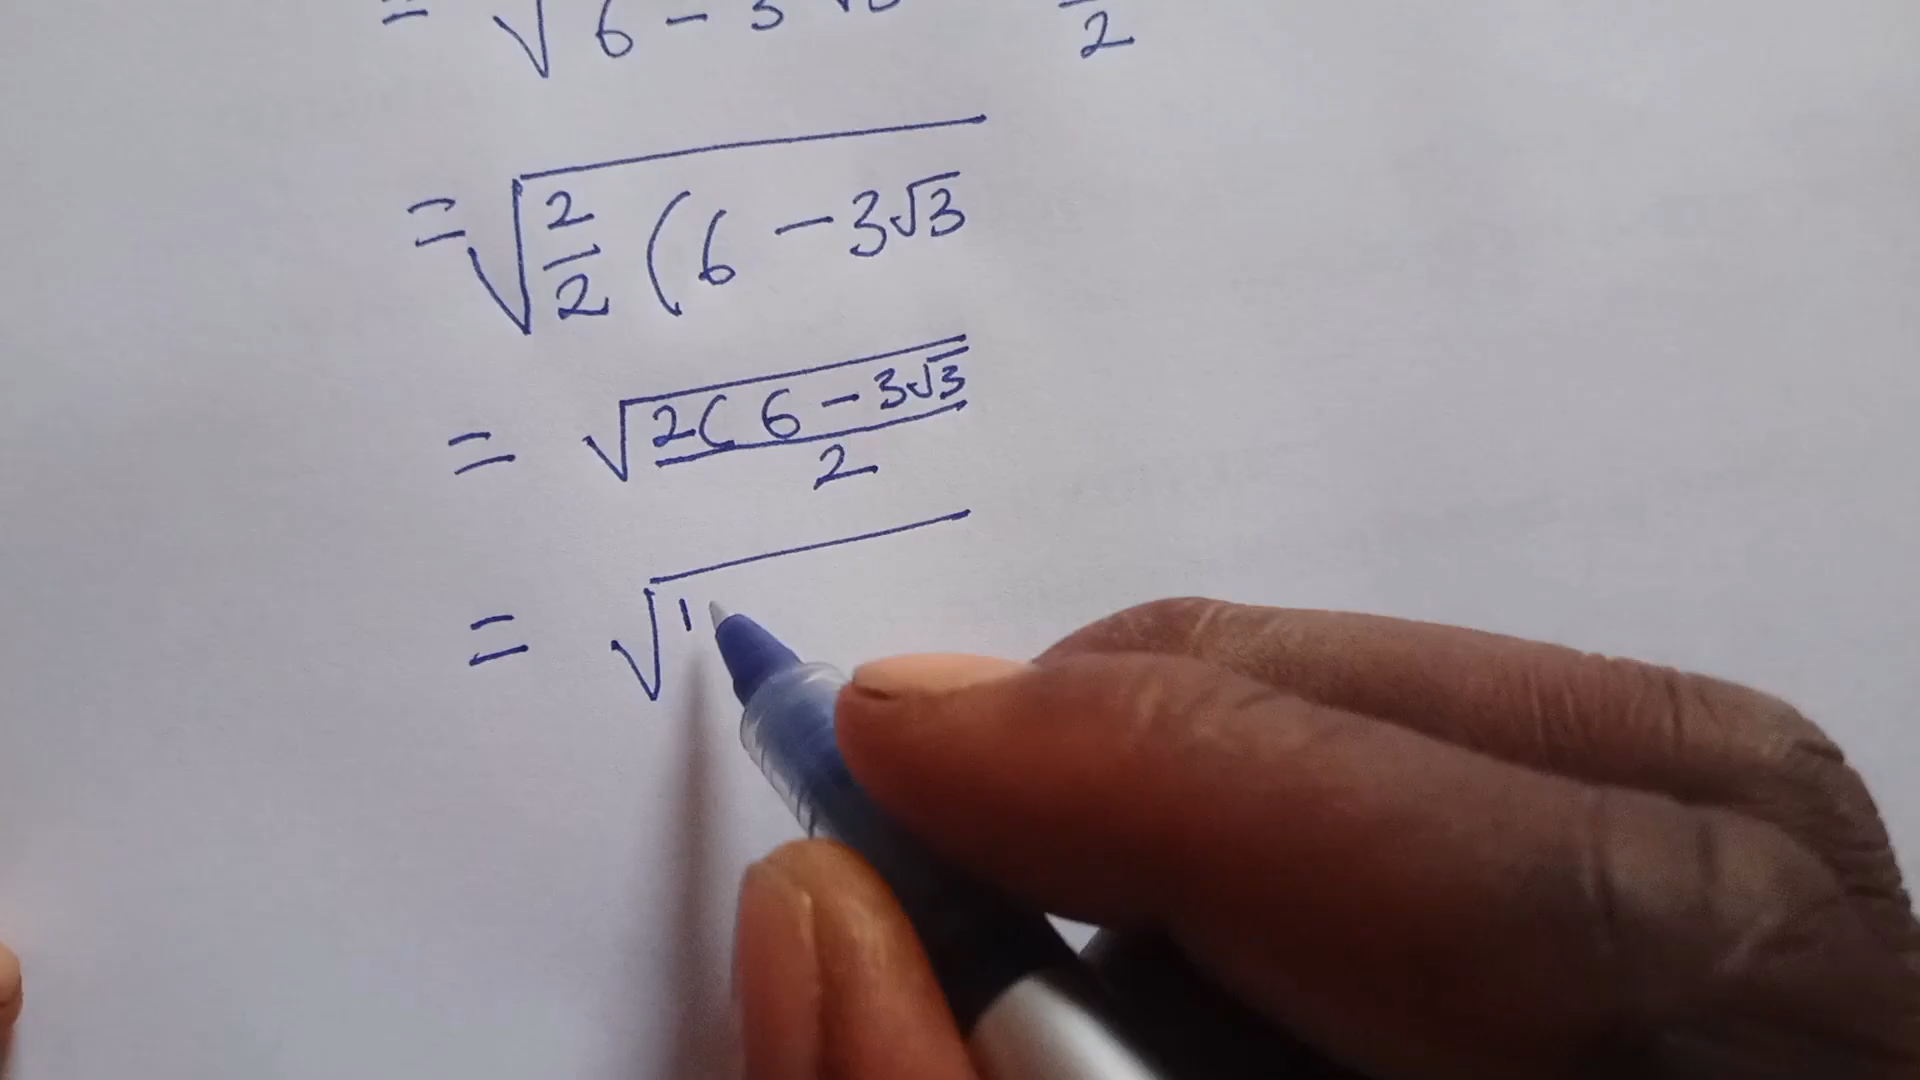 = √6 - 3√3 2
= √2/2 (6 - 3√3
= √2(6 - 3√3/2
= √1